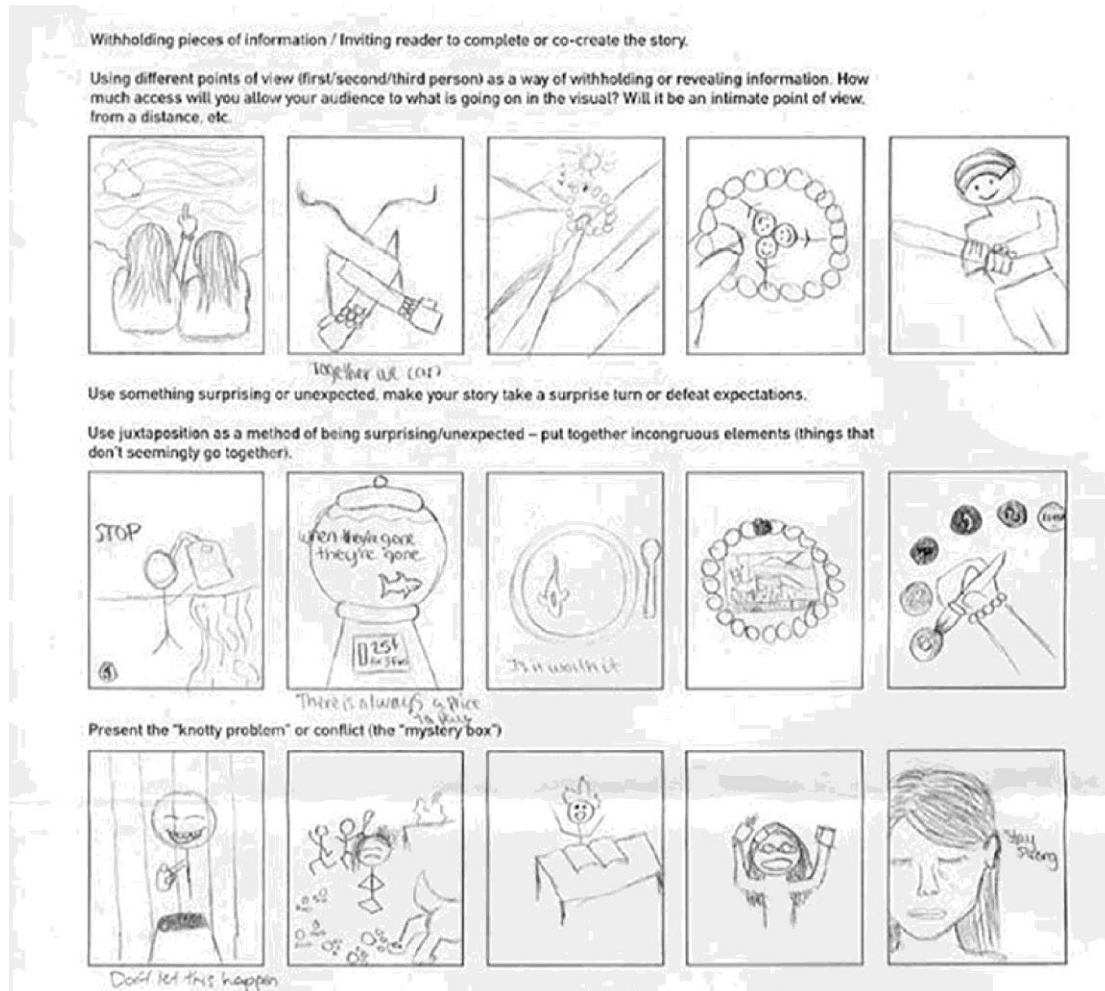 Withholding pieces of information / Inviting reader to complete or co-create the story.
Using different points of view (first/second/third person) as a way of withholding or revealing information. How
much access will you allow your audience to what is going on in the visual? Will it be an intimate point of view,
from a distance, etc.
Together we can
Use something surprising or unexpected, make your story take a surprise turn or defeat expectations.
Use juxtaposition as a method of being surprising/unexpected – put together incongruous elements (things that
don't seemingly go together).
STOP
when they're gone
they're gone
25¢
Is it worth it
There is always a price
to pay
Present the "knotty problem" or conflict (the "mystery box")
Stay
Strong
Don't let this happen